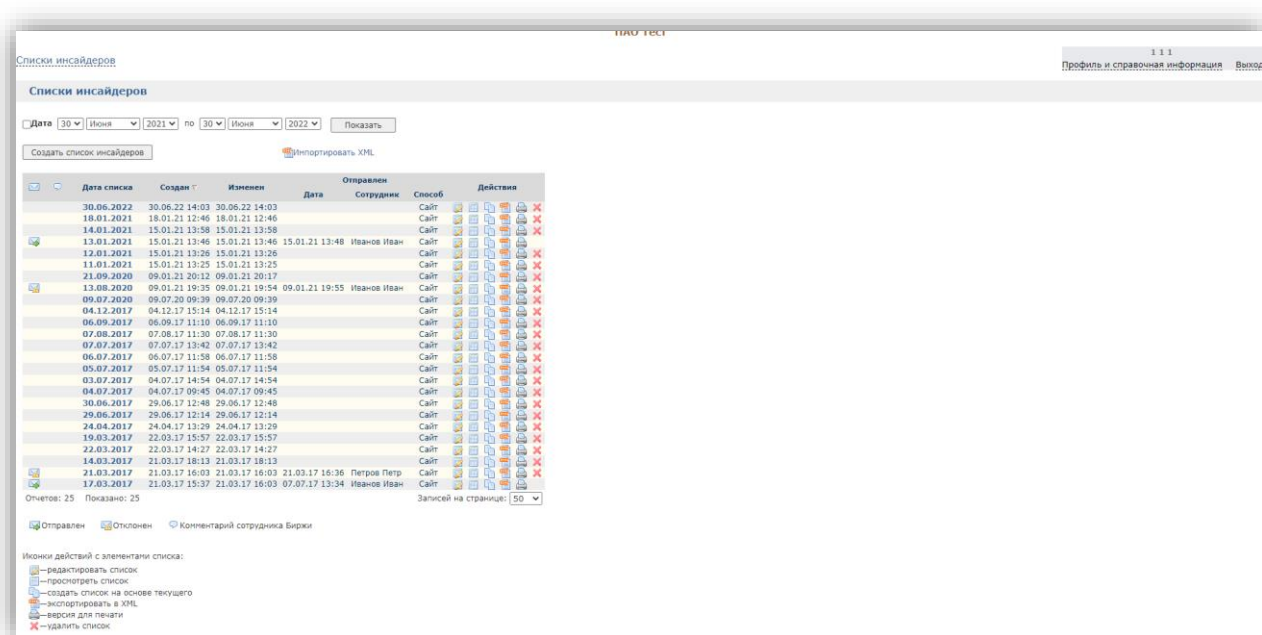 ПАО Тест
1 1 1
Списки инсайдеров
Профиль и справочная информация Выход
Списки инсайдеров
Дата 30 Июня 2021 по 30 Июня 2022 Показать
Создать список инсайдеров Импортировать XML
Отправлен
Дата списка Создан Изменен Дата Сотрудник Способ Действия
30.06.2022 30.06.22 14:03 30.06.22 14:03 Сайт
18.01.2021 18.01.21 12:46 18.01.21 12:46 Сайт
14.01.2021 15.01.21 13:58 15.01.21 13:58 Сайт
13.01.2021 15.01.21 13:46 15.01.21 13:46 15.01.21 13:48 Иванов Иван Сайт
12.01.2021 15.01.21 13:26 15.01.21 13:26 Сайт
11.01.2021 15.01.21 13:25 15.01.21 13:25 Сайт
21.09.2020 09.01.21 20:12 09.01.21 20:17 Сайт
13.08.2020 09.01.21 19:35 09.01.21 19:54 09.01.21 19:55 Иванов Иван Сайт
09.07.2020 09.07.20 09:39 09.07.20 09:39 Сайт
04.12.2017 04.12.17 15:14 04.12.17 15:14 Сайт
06.09.2017 06.09.17 11:10 06.09.17 11:10 Сайт
07.08.2017 07.08.17 11:30 07.08.17 11:30 Сайт
07.07.2017 07.07.17 13:42 07.07.17 13:42 Сайт
06.07.2017 06.07.17 11:58 06.07.17 11:58 Сайт
05.07.2017 05.07.17 11:54 05.07.17 11:54 Сайт
03.07.2017 04.07.17 14:54 04.07.17 14:54 Сайт
04.07.2017 04.07.17 09:45 04.07.17 09:45 Сайт
30.06.2017 29.06.17 12:48 29.06.17 12:48 Сайт
29.06.2017 29.06.17 12:14 29.06.17 12:14 Сайт
24.04.2017 24.04.17 13:29 24.04.17 13:29 Сайт
19.03.2017 22.03.17 15:57 22.03.17 15:57 Сайт
22.03.2017 22.03.17 14:27 22.03.17 14:27 Сайт
14.03.2017 21.03.17 18:13 21.03.17 18:13 Сайт
21.03.2017 21.03.17 16:03 21.03.17 16:03 21.03.17 16:36 Петров Петр Сайт
17.03.2017 21.03.17 15:37 21.03.17 16:03 07.07.17 13:34 Иванов Иван Сайт
Отчетов: 25 Показано: 25 Записей на странице: 50
Отправлен Отклонен Комментарий сотрудника Биржи
Иконки действий с элементами списка:
—редактировать список
—просмотреть список
—создать список на основе текущего
—экспортировать в XML
—версия для печати
—удалить список